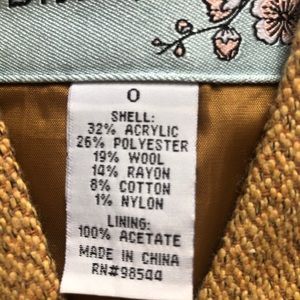 0
SHELL:
32% ACRYLIC
26% POLYESTER
19% WOOL
14% RAYON
8% COTTON
1% NYLON
LINING:
100% ACETATE
MADE IN CHINA
RN#98544